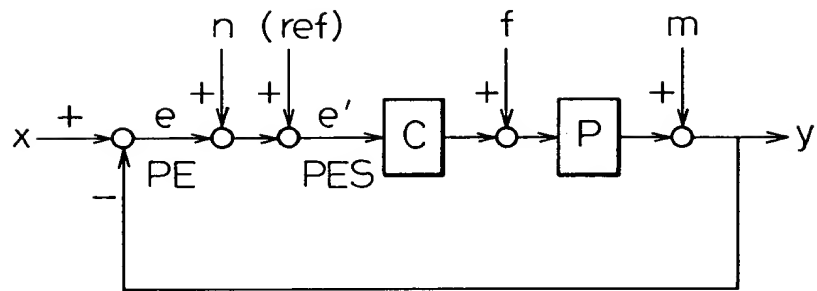 n (ref) f m
+ + + +
x + e e′ C P y
PE PES
−